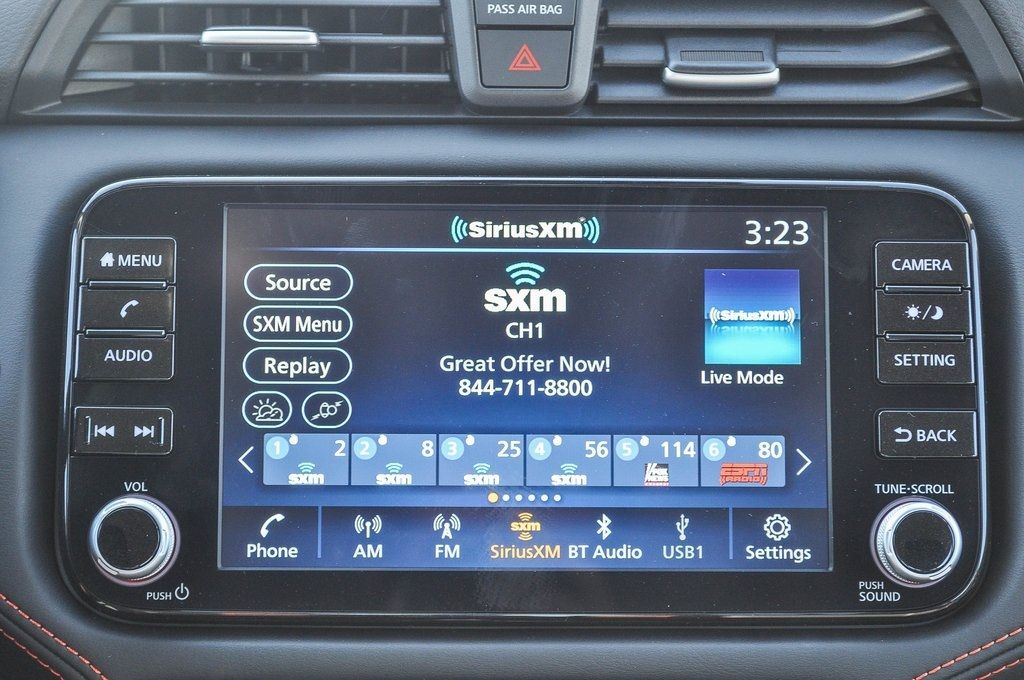 PASS AIR BAG
SiriusXM
3:23
MENU
AUDIO
VOL
PUSH
Source
SXM Menu
Replay
sxm
CH1
Great Offer Now!
844-711-8800
SiriusXM
Live Mode
1 2 sxm
2 8 sxm
3 25 sxm
4 56 sxm
5 114 FOX NEWS
6 80 ESPN RADIO
Phone
AM
FM
sxm
SiriusXM
BT Audio
USB1
Settings
CAMERA
SETTING
BACK
TUNE·SCROLL
PUSH
SOUND